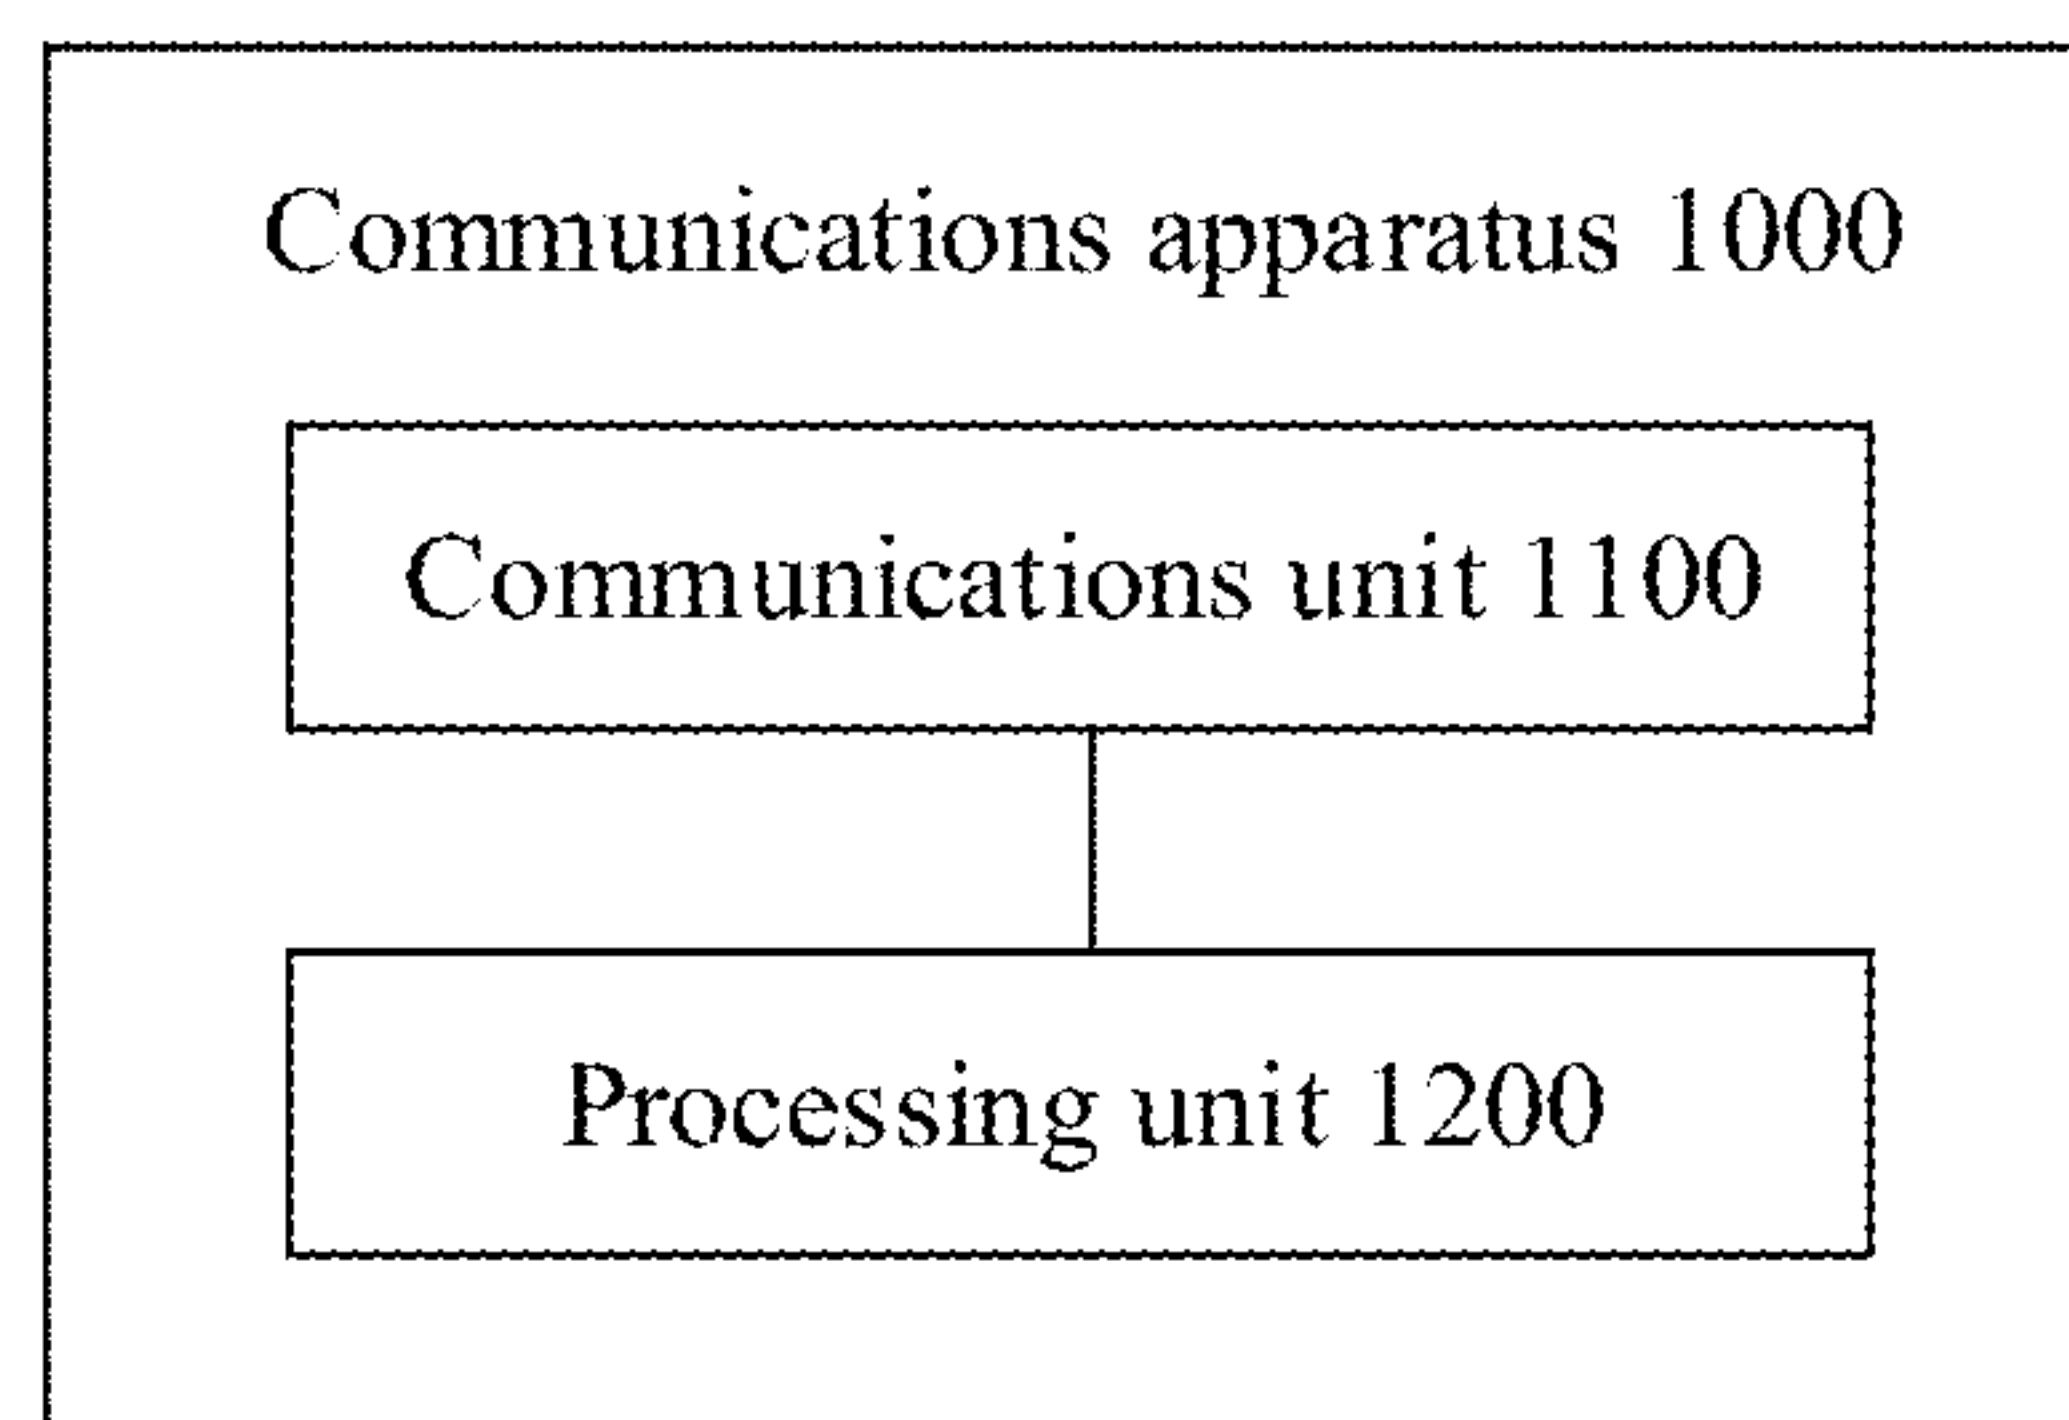 Communications apparatus 1000
Communications unit 1100
Processing unit 1200